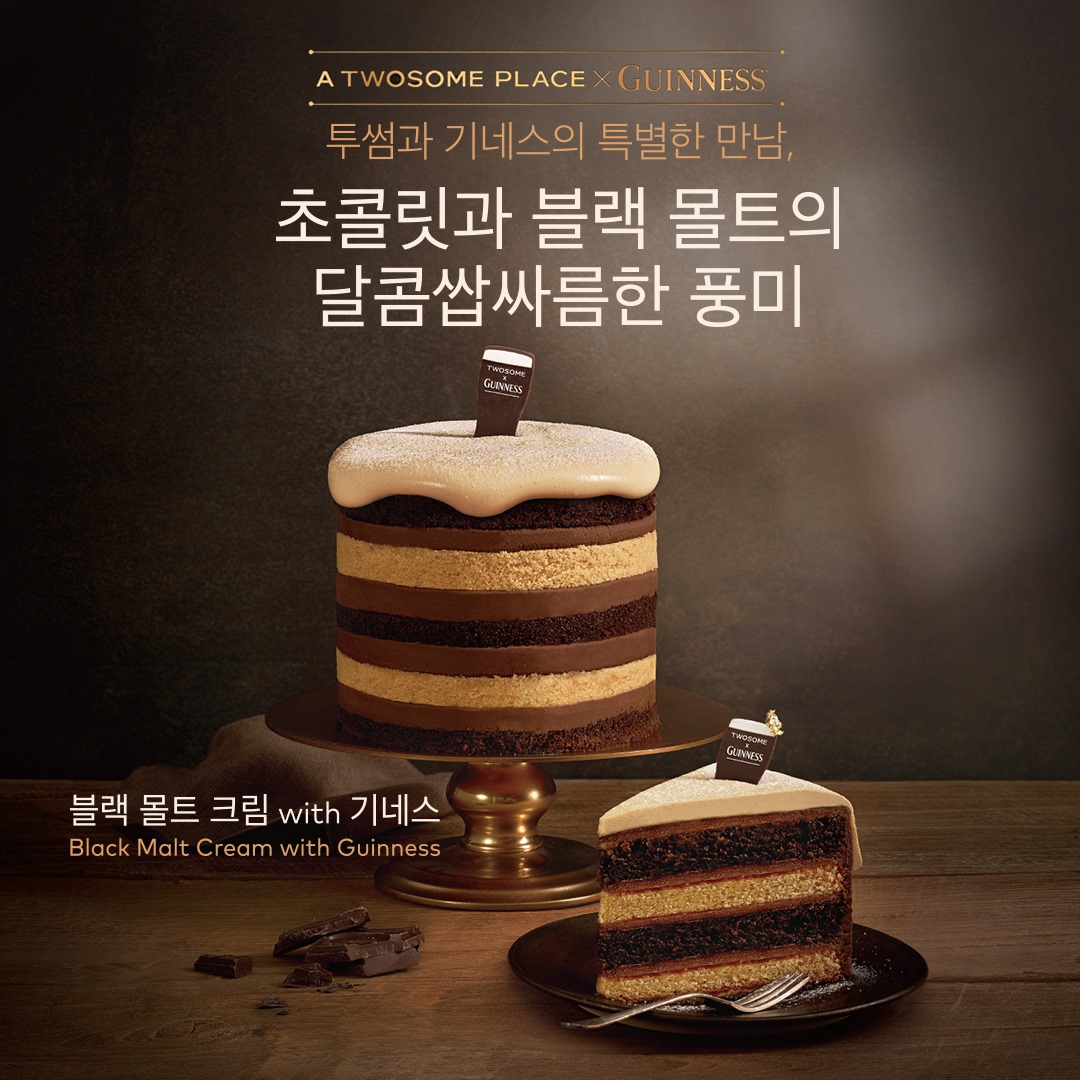 A TWOSOME PLACE × GUINNESS
투썸과 기네스의 특별한 만남,
초콜릿과 블랙 몰트의
달콤쌉싸름한 풍미
TWOSOME
X
GUINNESS
TWOSOME
X
GUINNESS
블랙 몰트 크림 with 기네스
Black Malt Cream with Guinness